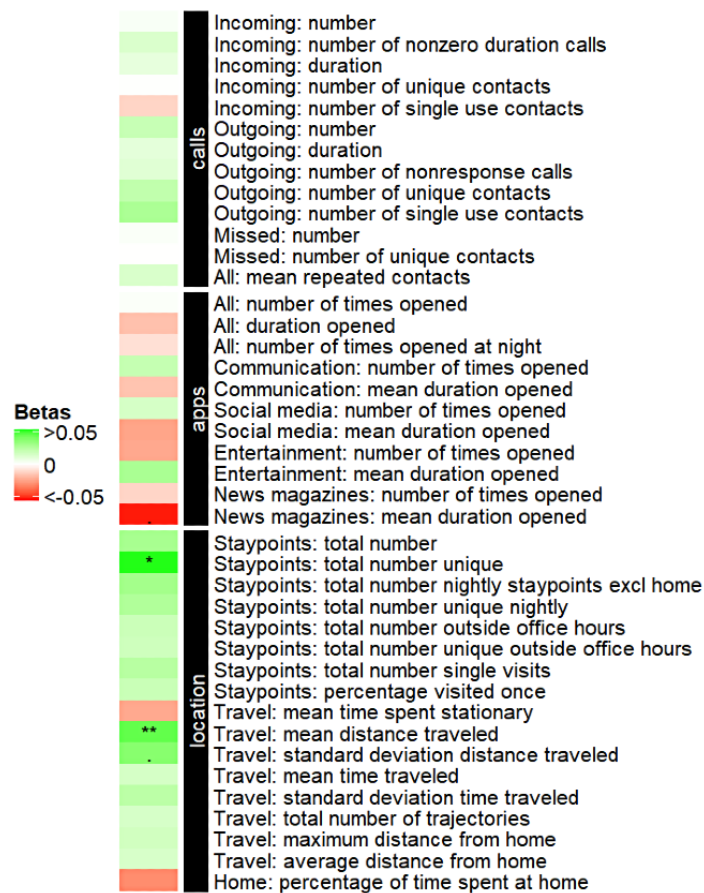 Incoming: number
Incoming: number of nonzero duration calls
Incoming: duration
Incoming: number of unique contacts
Incoming: number of single use contacts
Outgoing: number
Outgoing: duration
Outgoing: number of nonresponse calls
Outgoing: number of unique contacts
Outgoing: number of single use contacts
Missed: number
Missed: number of unique contacts
All: mean repeated contacts
calls
All: number of times opened
All: duration opened
All: number of times opened at night
Communication: number of times opened
Communication: mean duration opened
Social media: number of times opened
Social media: mean duration opened
Entertainment: number of times opened
Entertainment: mean duration opened
News magazines: number of times opened
. News magazines: mean duration opened
apps
Betas
>0.05
0
<-0.05
Staypoints: total number
* Staypoints: total number unique
Staypoints: total number nightly staypoints excl home
Staypoints: total number unique nightly
Staypoints: total number outside office hours
Staypoints: total number unique outside office hours
Staypoints: total number single visits
Staypoints: percentage visited once
Travel: mean time spent stationary
** Travel: mean distance traveled
. Travel: standard deviation distance traveled
Travel: mean time traveled
Travel: standard deviation time traveled
Travel: total number of trajectories
Travel: maximum distance from home
Travel: average distance from home
Home: percentage of time spent at home
location